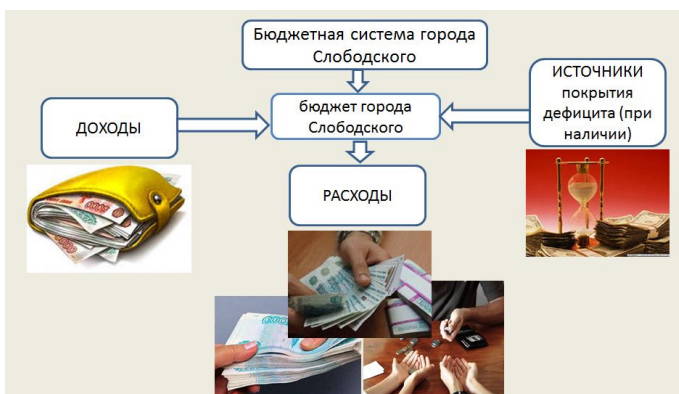 Бюджетная система города
Слободского
ИСТОЧНИКИ
покрытия
дефицита (при
наличии)
бюджет города
Слободского
ДОХОДЫ
РАСХОДЫ